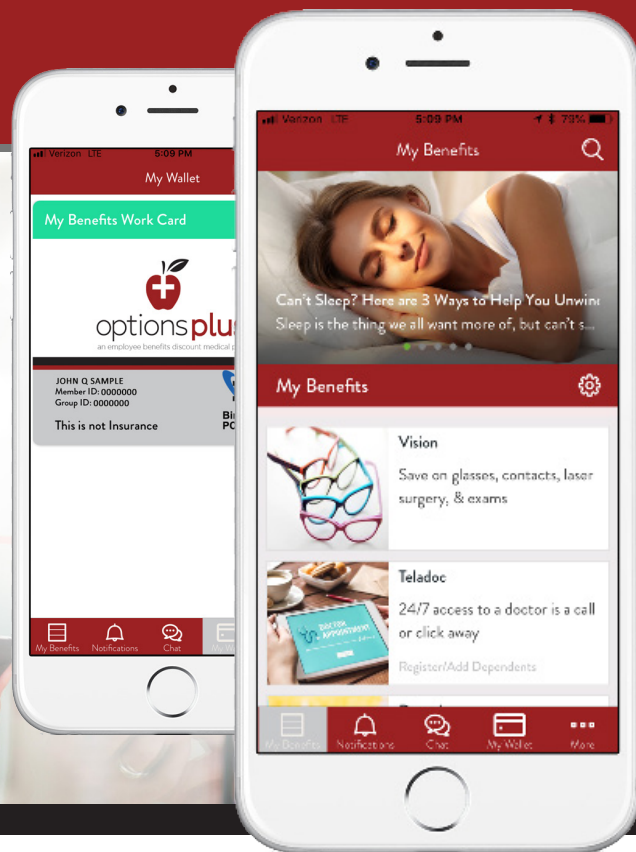 Verizon LTE 5:09 PM
My Wallet
My Benefits Work Card
options plu
an employee benefits discount medical p
JOHN Q SAMPLE
Member ID: 0000000
Group ID: 0000000
This is not Insurance
My Benefits Notifications Chat
Verizon LTE 5:09 PM 79%
My Benefits
Can't Sleep? Here are 3 Ways to Help You Unwin
Sleep is the thing we all want more of, but can't s...
My Benefits
Vision
Save on glasses, contacts, laser
surgery, & exams
DOCTOR
APPOINTMENT
Teladoc
24/7 access to a doctor is a call
or click away
Register/Add Dependents
My Benefits Notifications Chat My Wallet More